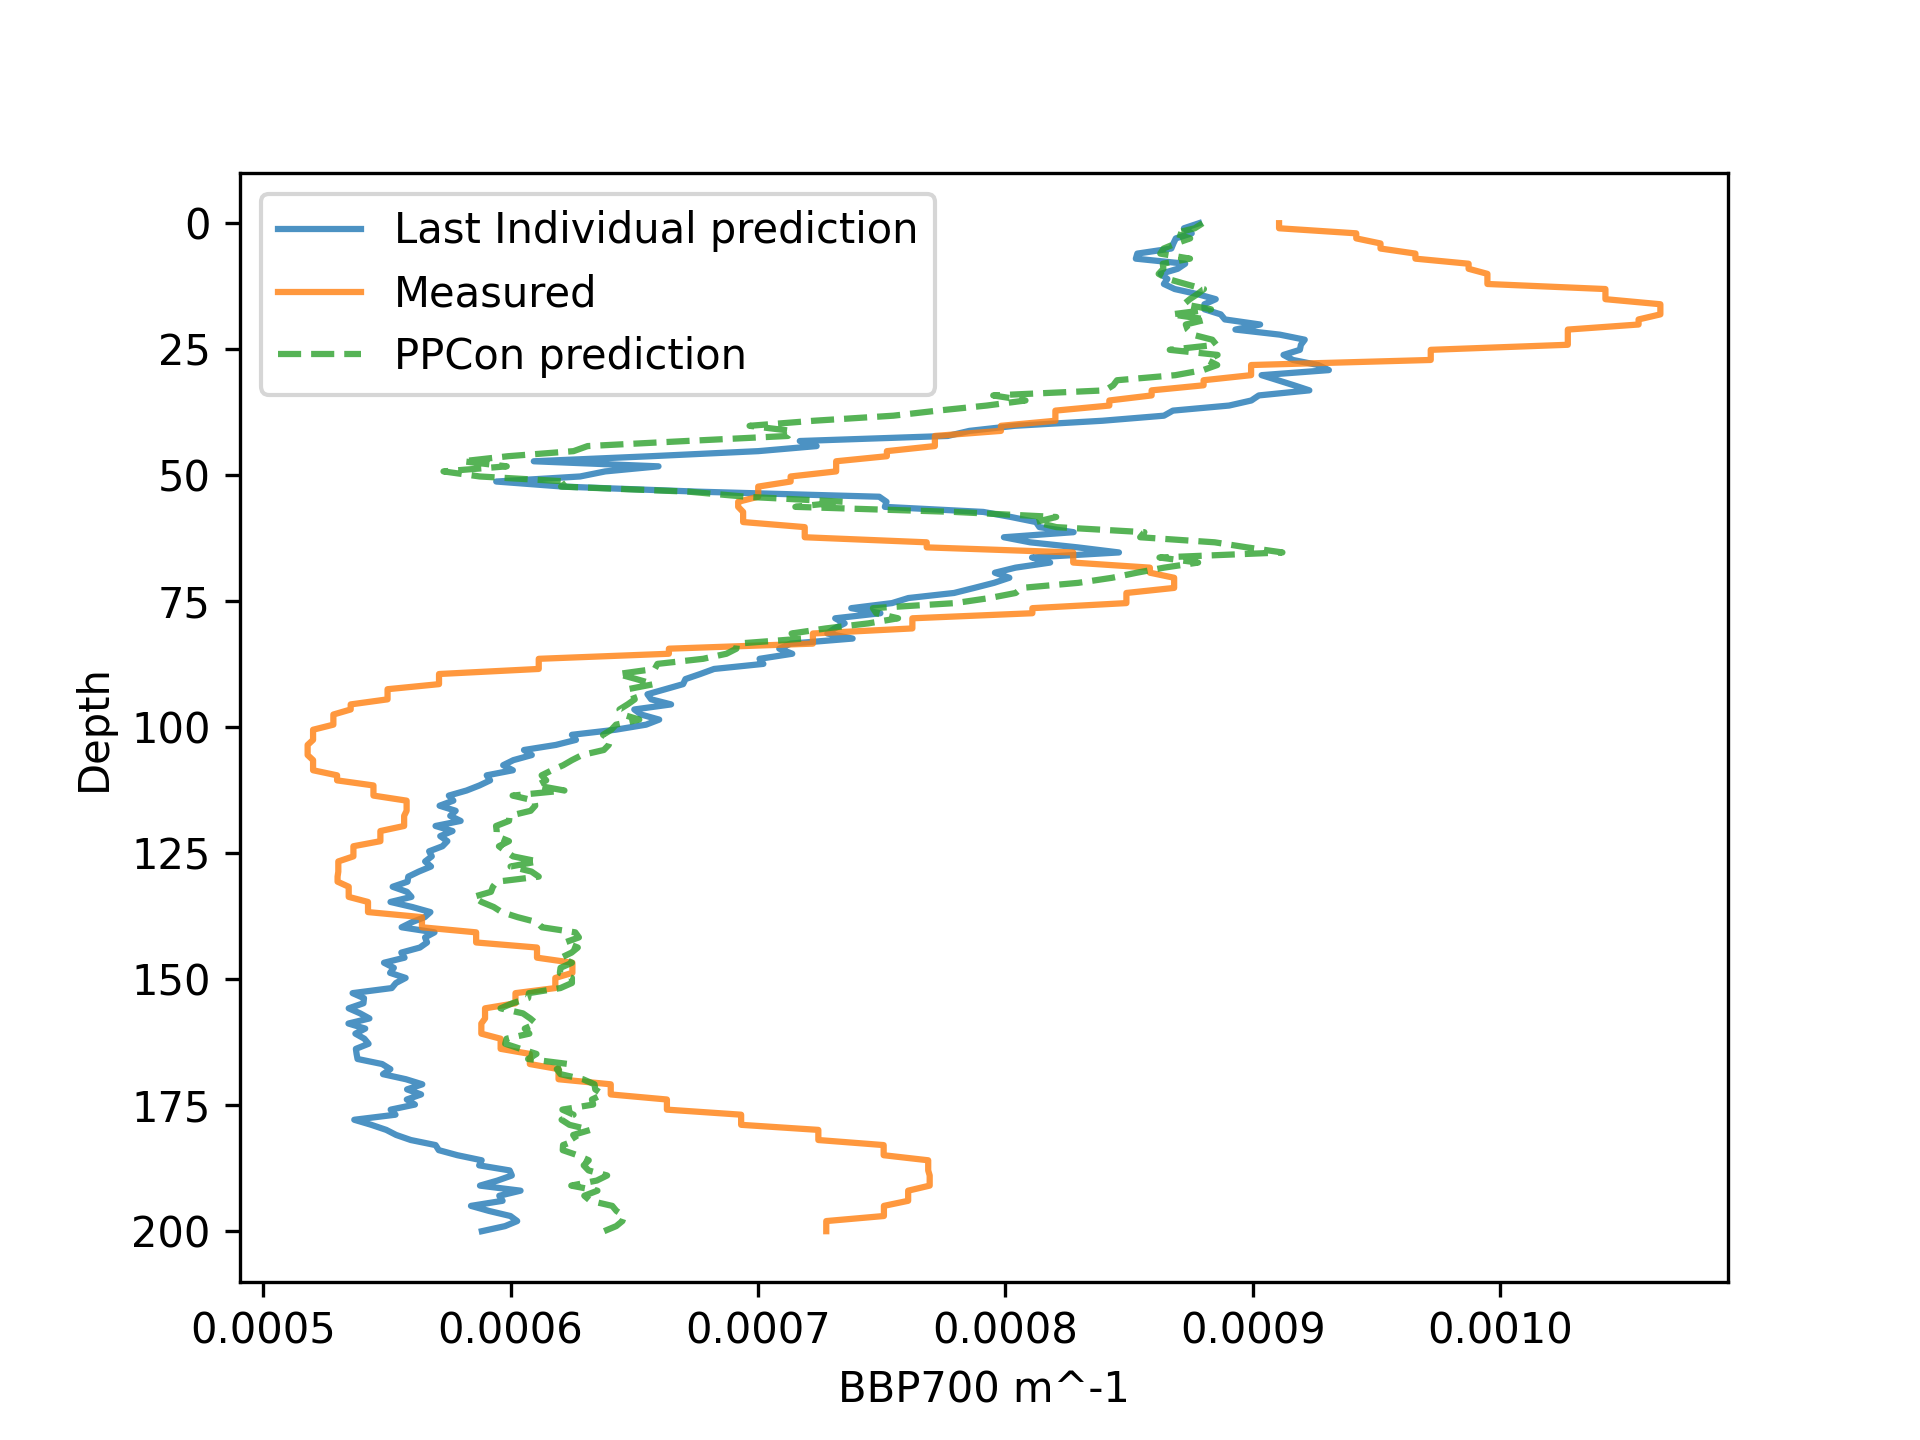 Last Individual prediction
Measured
PPCon prediction
0
25
50
75
100
125
150
175
200
Depth
0.0005 0.0006 0.0007 0.0008 0.0009 0.0010
BBP700 m^-1